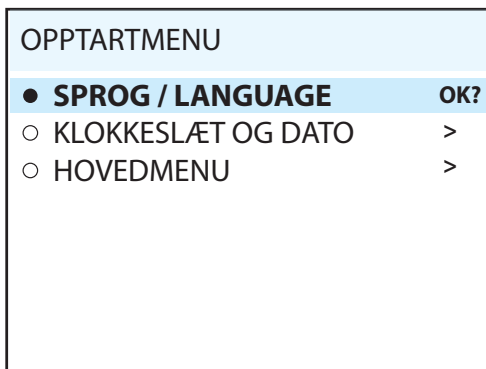 OPPTARTMENU
SPROG / LANGUAGE OK?
KLOKKESLÆT OG DATO >
HOVEDMENU >